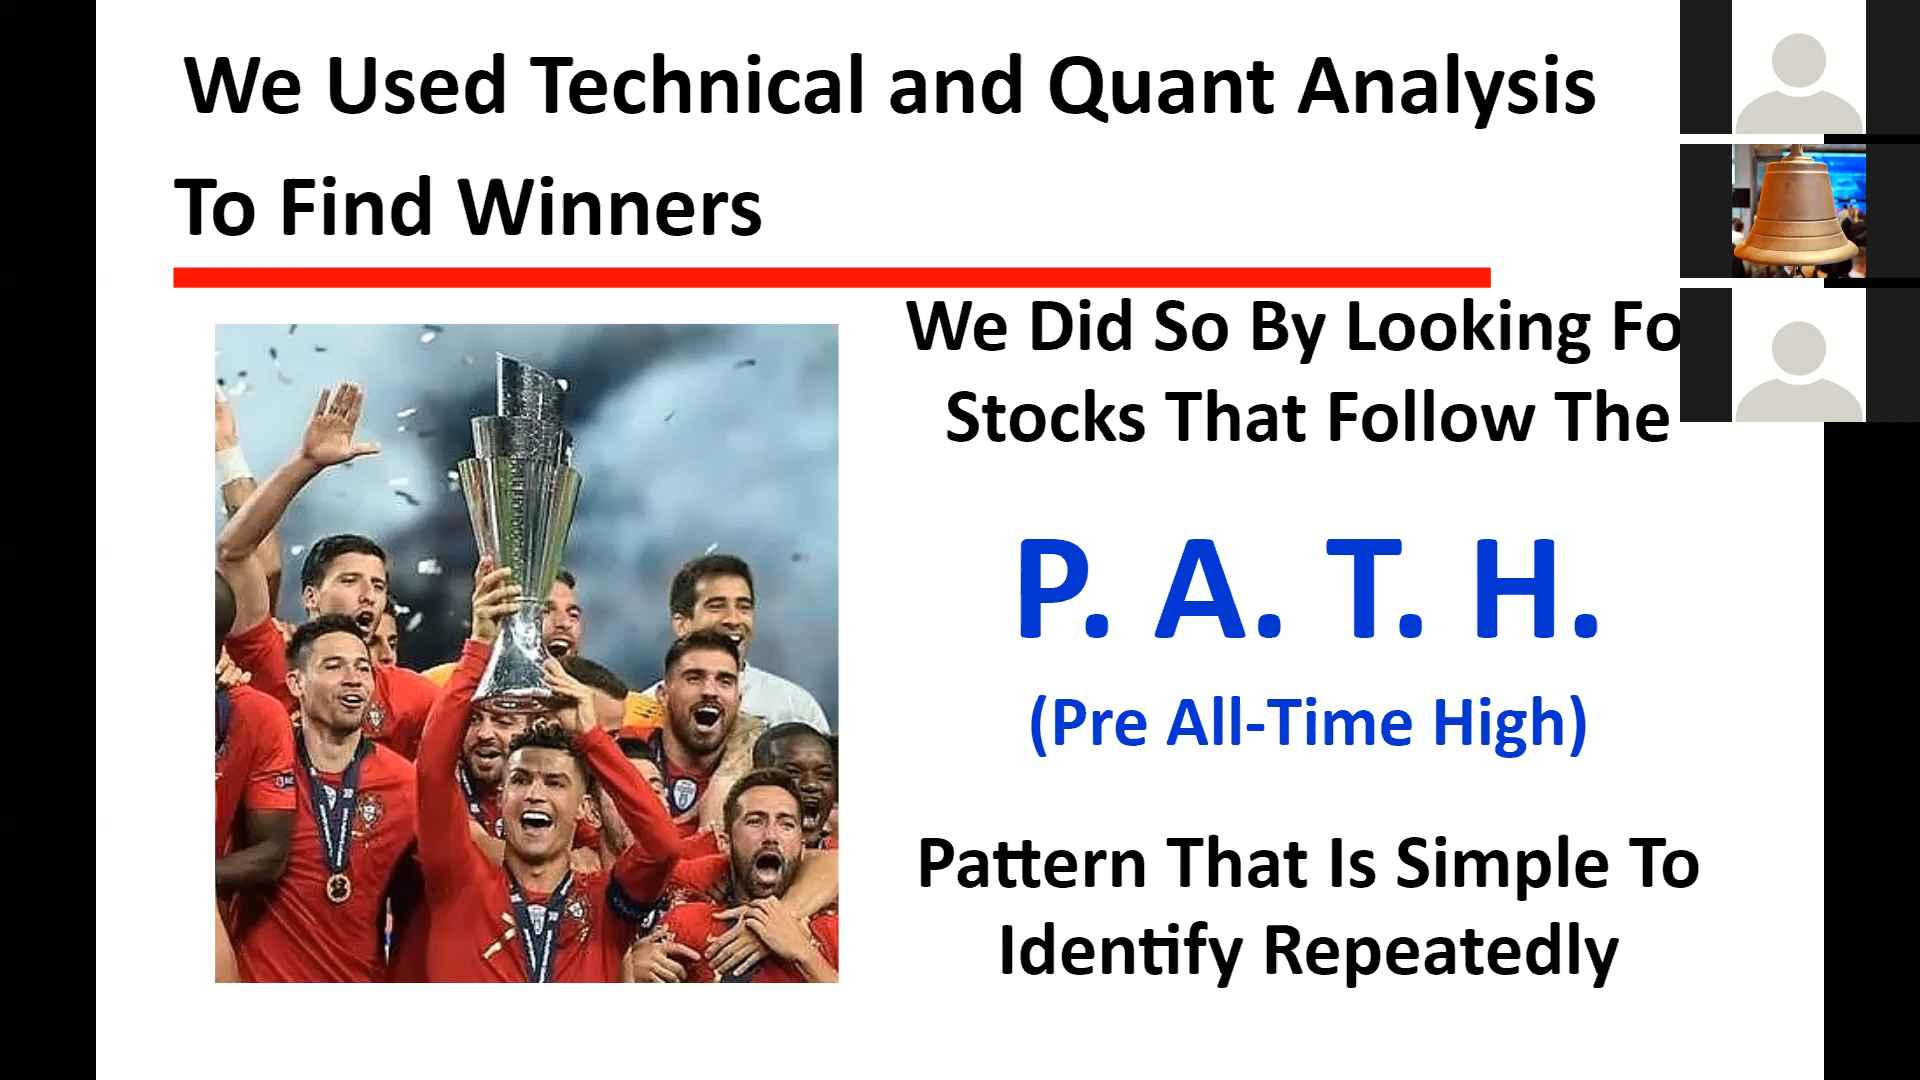 We Used Technical and Quant Analysis
To Find Winners
We Did So By Looking Fo
Stocks That Follow The
P. A. T. H.
(Pre All-Time High)
Pattern That Is Simple To
Identify Repeatedly